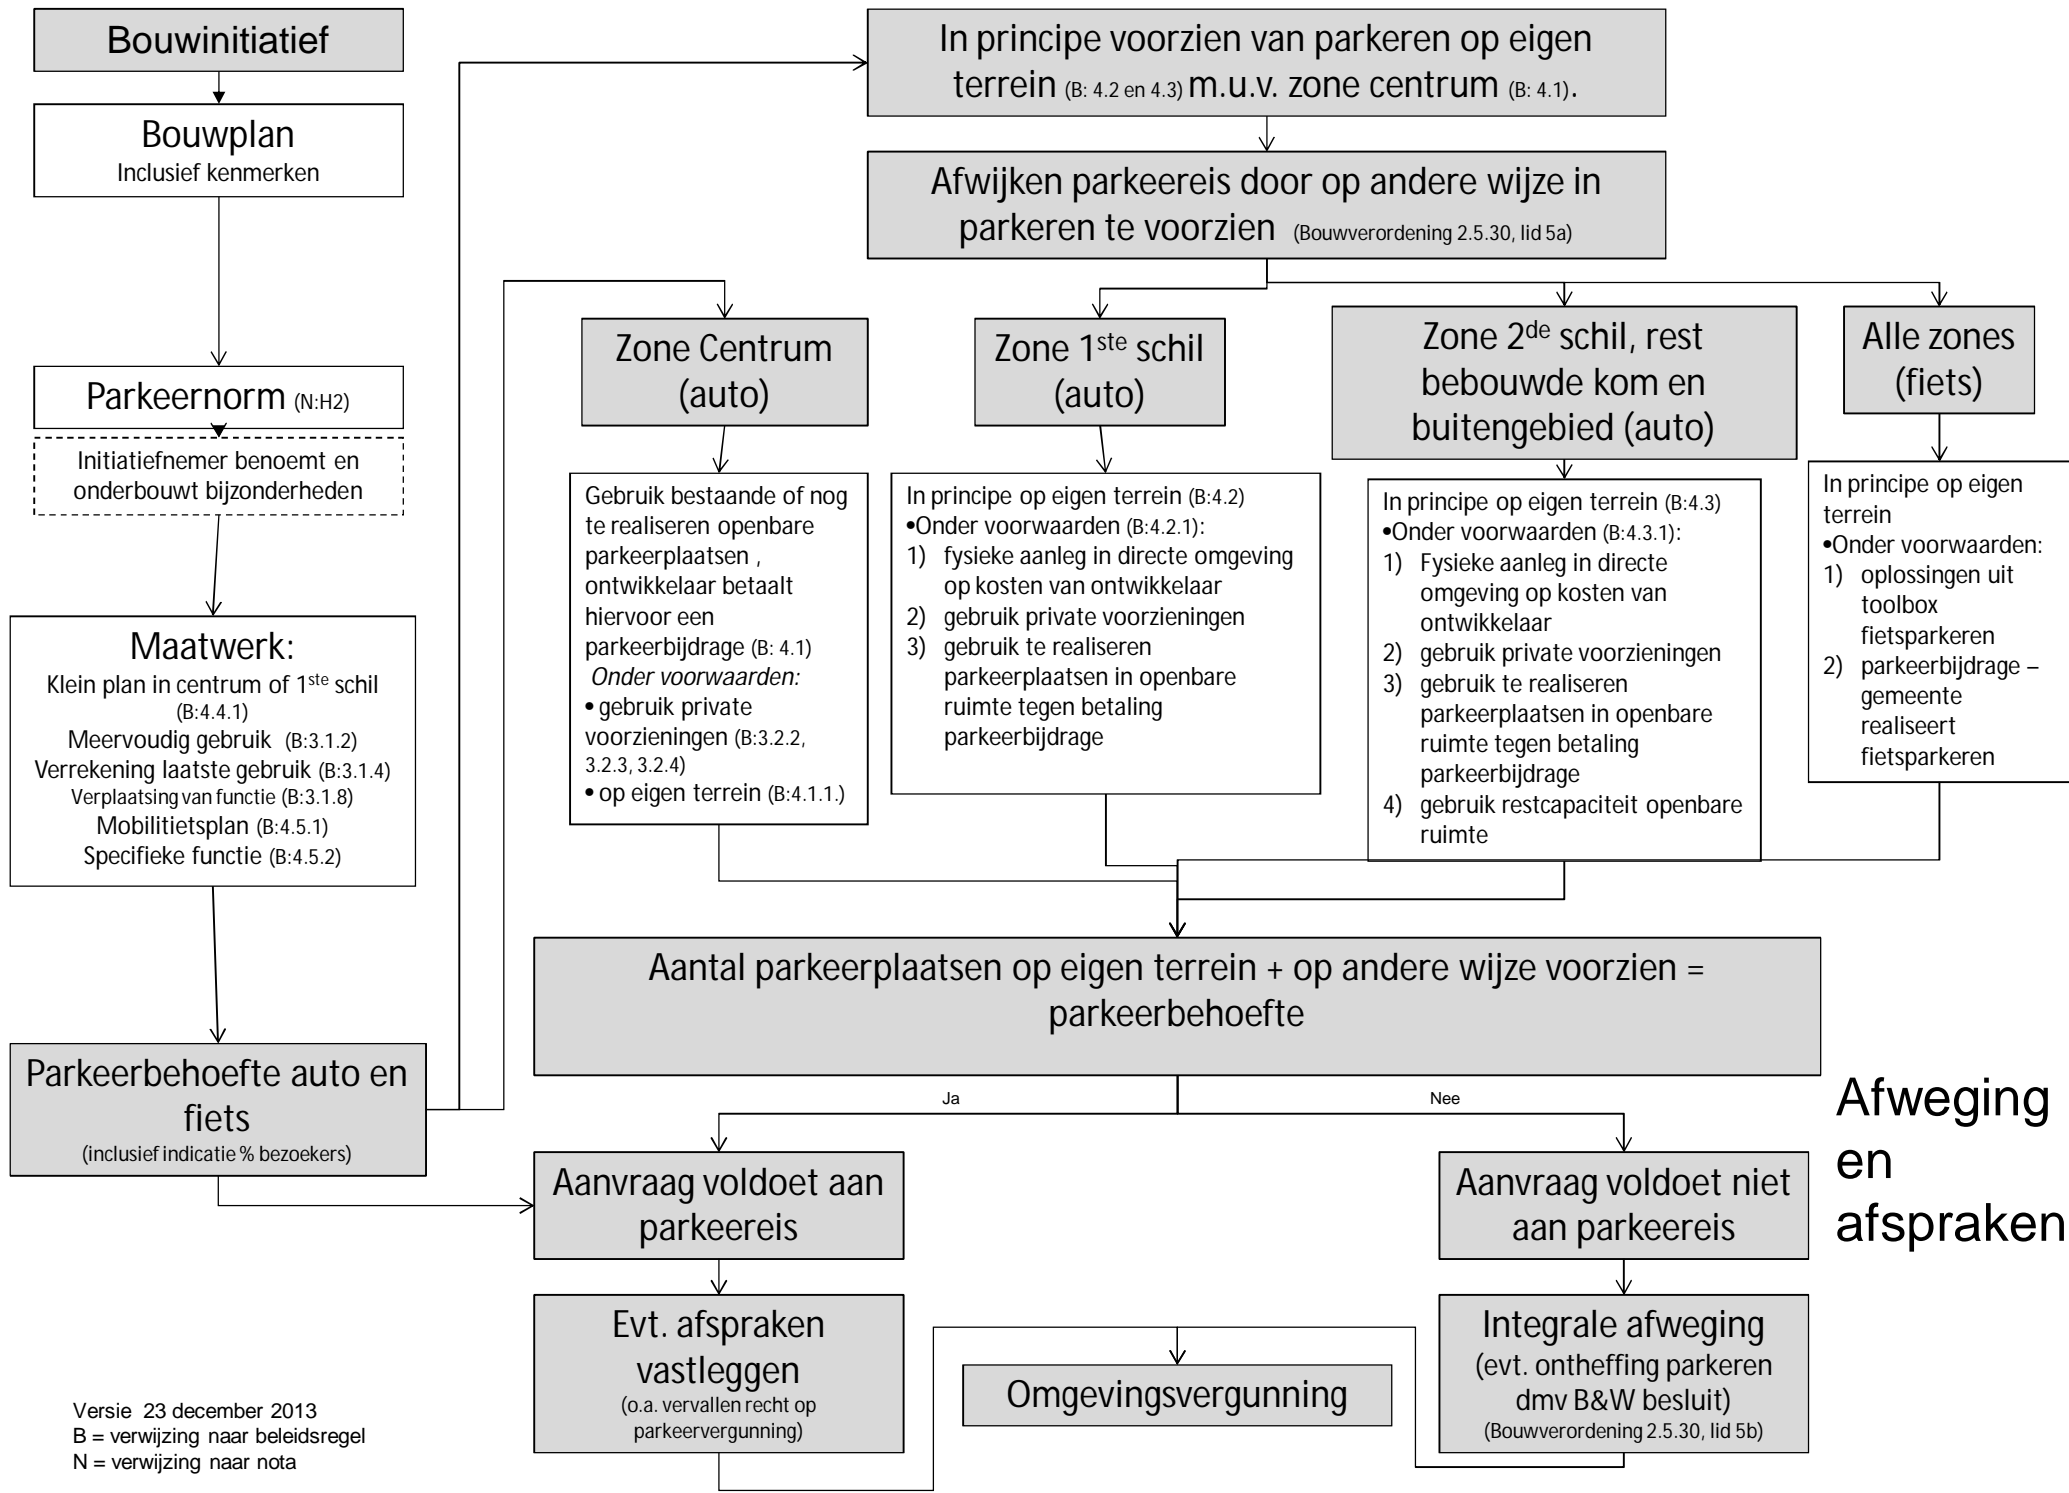 Bouwinitiatief
Bouwplan
Inclusief kenmerken
Parkeernorm (N:H2)
Initiatiefnemer benoemt en
onderbouwt bijzonderheden
Maatwerk:
Klein plan in centrum of 1ste schil
(B:4.4.1)
Meervoudig gebruik (B:3.1.2)
Verrekening laatste gebruik (B:3.1.4)
Verplaatsing van functie (B:3.1.8)
Mobilitietsplan (B:4.5.1)
Specifieke functie (B:4.5.2)
Parkeerbehoefte auto en
fiets
(inclusief indicatie % bezoekers)
In principe voorzien van parkeren op eigen
terrein (B: 4.2 en 4.3) m.u.v. zone centrum (B: 4.1).
Afwijken parkeereis door op andere wijze in
parkeren te voorzien (Bouwverordening 2.5.30, lid 5a)
Zone Centrum
(auto)
Gebruik bestaande of nog
te realiseren openbare
parkeerplaatsen ,
ontwikkelaar betaalt
hiervoor een
parkeerbijdrage (B: 4.1)
Onder voorwaarden:
• gebruik private
voorzieningen (B:3.2.2,
3.2.3, 3.2.4)
• op eigen terrein (B:4.1.1.)
Zone 1ste schil
(auto)
In principe op eigen terrein (B:4.2)
•Onder voorwaarden (B:4.2.1):
1) fysieke aanleg in directe omgeving
op kosten van ontwikkelaar
2) gebruik private voorzieningen
3) gebruik te realiseren
parkeerplaatsen in openbare
ruimte tegen betaling
parkeerbijdrage
Zone 2de schil, rest
bebouwde kom en
buitengebied (auto)
In principe op eigen terrein (B:4.3)
•Onder voorwaarden (B:4.3.1):
1) Fysieke aanleg in directe
omgeving op kosten van
ontwikkelaar
2) gebruik private voorzieningen
3) gebruik te realiseren
parkeerplaatsen in openbare
ruimte tegen betaling
parkeerbijdrage
4) gebruik restcapaciteit openbare
ruimte
Alle zones
(fiets)
In principe op eigen
terrein
•Onder voorwaarden:
1) oplossingen uit
toolbox
fietsparkeren
2) parkeerbijdrage –
gemeente
realiseert
fietsparkeren
Aantal parkeerplaatsen op eigen terrein + op andere wijze voorzien =
parkeerbehoefte
Ja
Nee
Aanvraag voldoet aan
parkeereis
Aanvraag voldoet niet
aan parkeereis
Afweging
en
afspraken
Evt. afspraken
vastleggen
(o.a. vervallen recht op
parkeervergunning)
Omgevingsvergunning
Integrale afweging
(evt. ontheffing parkeren
dmv B&W besluit)
(Bouwverordening 2.5.30, lid 5b)
Versie 23 december 2013
B = verwijzing naar beleidsregel
N = verwijzing naar nota